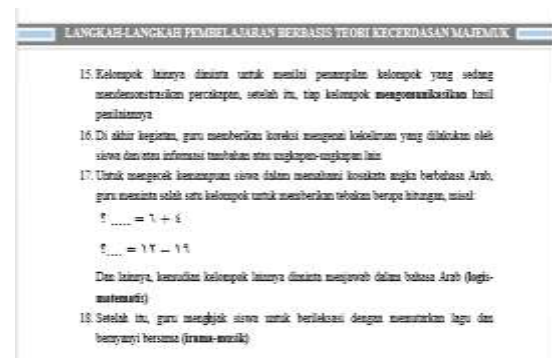 LANGKAH-LANGKAH PEMBELAJARAN BERBASIS TEORI KECERDASAN MAJEMUK
15. Kelompok lainnya diminta untuk menilai penampilan kelompok yang sedang
mendemonstrasikan percakapan, setelah itu, tiap kelompok mengomunikasikan hasil
penilaiannya
16. Di akhir kegiatan, guru memberikan koreksi mengenai kekeliruan yang dilakukan oleh
siswa dan atau informasi tambahan atau ungkapan-ungkapan lain
17. Untuk mengecek kemampuan siswa dalam memahami kosakata angka berbahasa Arab,
guru meminta salah satu kelompok untuk memberikan tebakan berupa hitungan, misal:
؟ ..... = ٦ + ٤
؟.... = ١٢ – ١٩
Dan lainnya, kemudian kelompok lainnya diminta menjawab dalam bahasa Arab (logis-
matematis)
18. Setelah itu, guru mengajak siswa untuk berileksasi dengan memutarkan lagu dan
bernyanyi bersama (irama-musik)